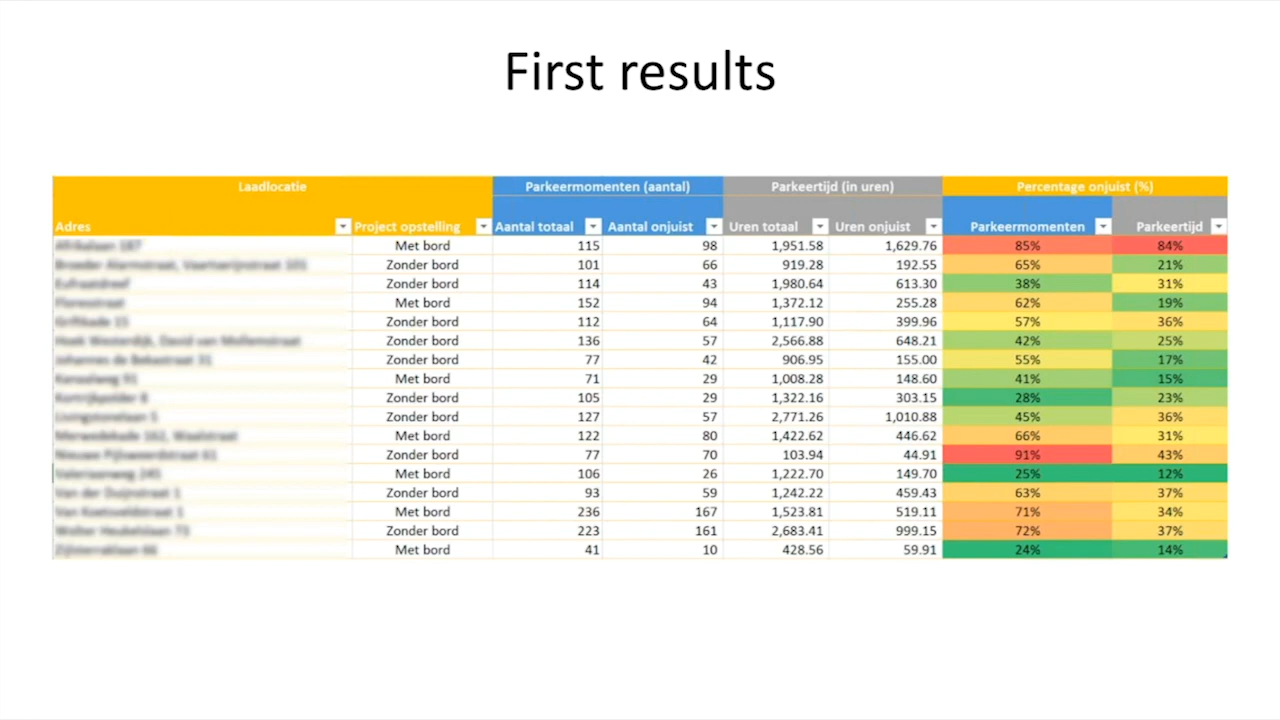 First results
Laadlocatie Parkeermomenten (aantal) Parkeertijd (in uren) Percentage onjuist (%)
Adres Project opstelling Aantal totaal Aantal onjuist Uren totaal Uren onjuist Parkeermomenten Parkeertijd
Met bord 115 98 1,951.58 1,629.76 85% 84%
Zonder bord 101 66 919.28 192.55 65% 21%
Zonder bord 114 43 1,980.64 613.30 38% 31%
Met bord 152 94 1,372.12 255.28 62% 19%
Zonder bord 112 64 1,117.90 399.96 57% 36%
Zonder bord 136 57 2,566.88 648.21 42% 25%
Zonder bord 77 42 906.95 155.00 55% 17%
Met bord 71 29 1,008.28 148.60 41% 15%
Zonder bord 105 29 1,322.16 303.15 28% 23%
Zonder bord 127 57 2,771.26 1,010.88 45% 36%
Met bord 122 80 1,422.62 446.62 66% 31%
Zonder bord 77 70 103.94 44.91 91% 43%
Met bord 106 26 1,222.70 149.70 25% 12%
Zonder bord 93 59 1,242.22 459.43 63% 37%
Met bord 236 167 1,523.81 519.11 71% 34%
Zonder bord 223 161 2,683.41 999.15 72% 37%
Met bord 41 10 428.56 59.91 24% 14%